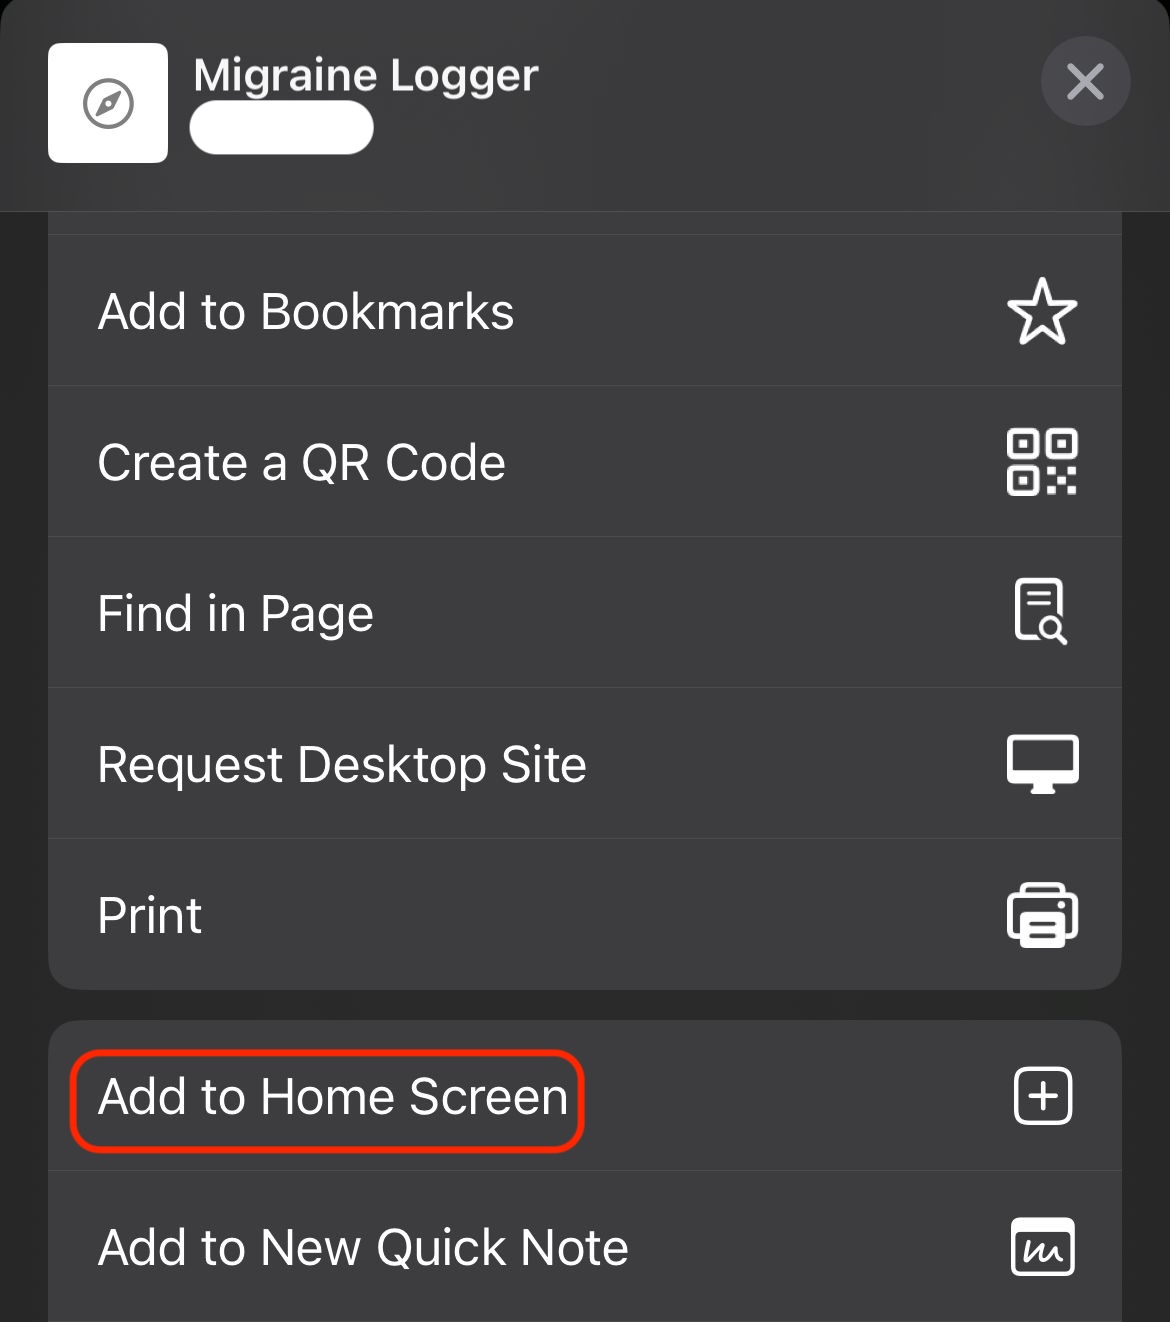 Migraine Logger
Add to Bookmarks
Create a QR Code
Find in Page
Request Desktop Site
Print
Add to Home Screen
Add to New Quick Note